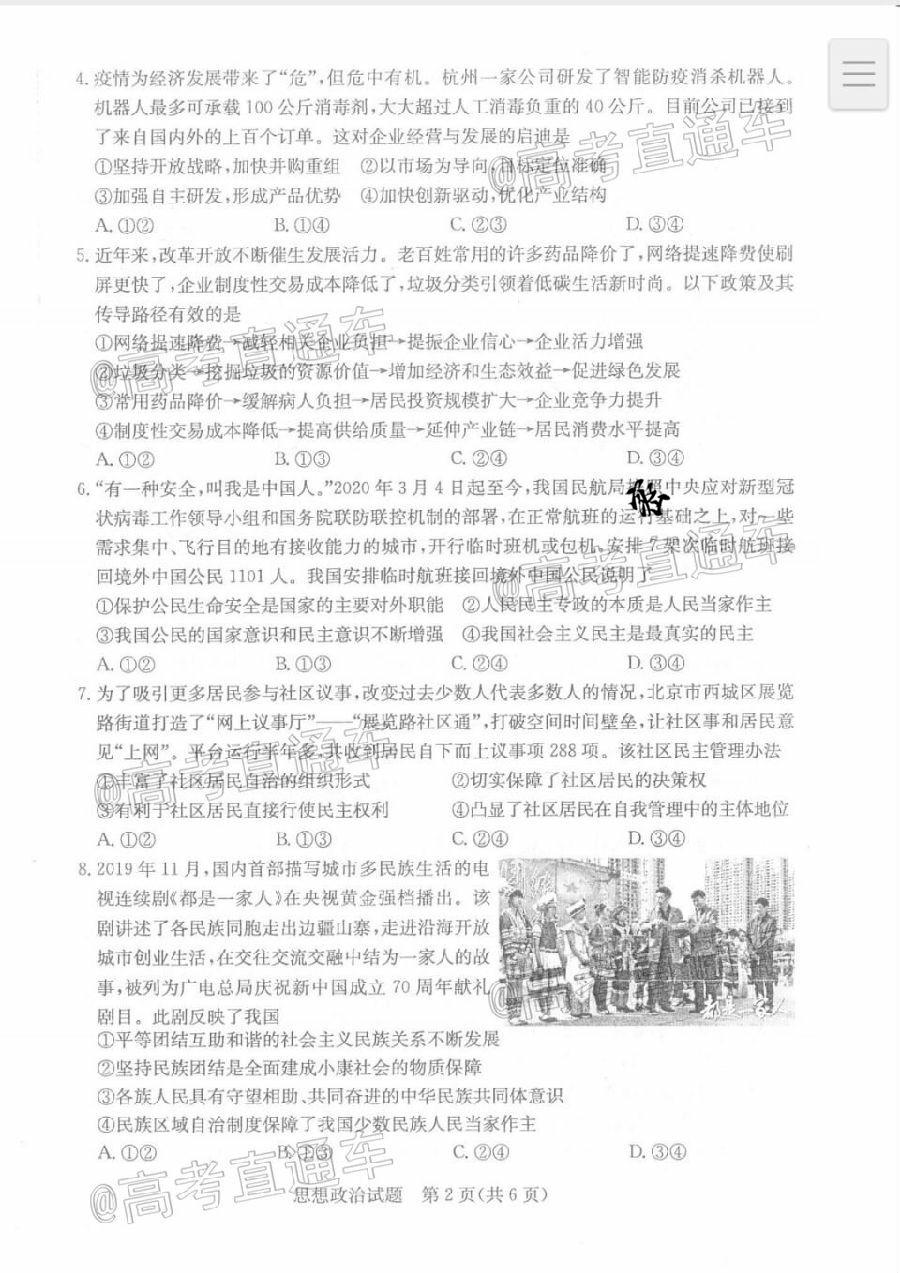 4. 疫情为经济发展带来了“危”，但危中有机。杭州一家公司研发了智能防疫消杀机器人。
机器人最多可承载 100 公斤消毒剂，大大超过人工消毒负重的 40 公斤。目前公司已接到
了来自国内外的上百个订单。这对企业经营与发展的启迪是
①坚持开放战略，加快并购重组 ②以市场为导向，目标定位准确
③加强自主研发，形成产品优势 ④加快创新驱动，优化产业结构
A. ①② B. ①④ C. ②③ D. ③④
5. 近年来，改革开放不断催生发展活力。老百姓常用的许多药品降价了，网络提速降费使刷
屏更快了，企业制度性交易成本降低了，垃圾分类引领着低碳生活新时尚。以下政策及其
传导路径有效的是
①网络提速降费→减轻相关企业负担→提振企业信心→企业活力增强
②垃圾分类→挖掘垃圾的资源价值→增加经济和生态效益→促进绿色发展
③常用药品降价→缓解病人负担→居民投资规模扩大→企业竞争力提升
④制度性交易成本降低→提高供给质量→延伸产业链→居民消费水平提高
A. ①② B. ①③ C. ②④ D. ③④
6. “有一种安全，叫我是中国人。”2020 年 3 月 4 日起至今，我国民航局按照中央应对新型冠
状病毒工作领导小组和国务院联防联控机制的部署，在正常航班的运行基础之上，对一些
需求集中、飞行目的地有接收能力的城市，开行临时班机或包机、安排 7 架次临时航班接
回境外中国公民 1101 人。我国安排临时航班接回境外中国公民说明了
①保护公民生命安全是国家的主要对外职能 ②人民民主专政的本质是人民当家作主
③我国公民的国家意识和民主意识不断增强 ④我国社会主义民主是最真实的民主
A. ①② B. ①③ C. ②④ D. ③④
7. 为了吸引更多居民参与社区议事，改变过去少数人代表多数人的情况，北京市西城区展览
路街道打造了“网上议事厅”——“展览路社区通”，打破空间时间壁垒，让社区事和居民意
见“上网”。平台运行半年多，共收到居民自下而上议事项 288 项。该社区民主管理办法
①丰富了社区居民自治的组织形式 ②切实保障了社区居民的决策权
③有利于社区居民直接行使民主权利 ④凸显了社区居民在自我管理中的主体地位
A. ①② B. ①③ C. ②④ D. ③④
8. 2019 年 11 月，国内首部描写城市多民族生活的电
视连续剧《都是一家人》在央视黄金强档播出。该
剧讲述了各民族同胞走出边疆山寨，走进沿海开放
城市创业生活，在交往交流交融中结为一家人的故
事，被列为广电总局庆祝新中国成立 70 周年献礼
剧目。此剧反映了我国
都是一家人
①平等团结互助和谐的社会主义民族关系不断发展
②坚持民族团结是全面建成小康社会的物质保障
③各族人民具有守望相助、共同奋进的中华民族共同体意识
④民族区域自治制度保障了我国少数民族人民当家作主
A. ①② B. ①③ C. ②④ D. ③④
思想政治试题 第 2 页(共 6 页)
@高考直通车
@高考直通车
@高考直通车
@高考直通车
@高考直通车
@高考直通车